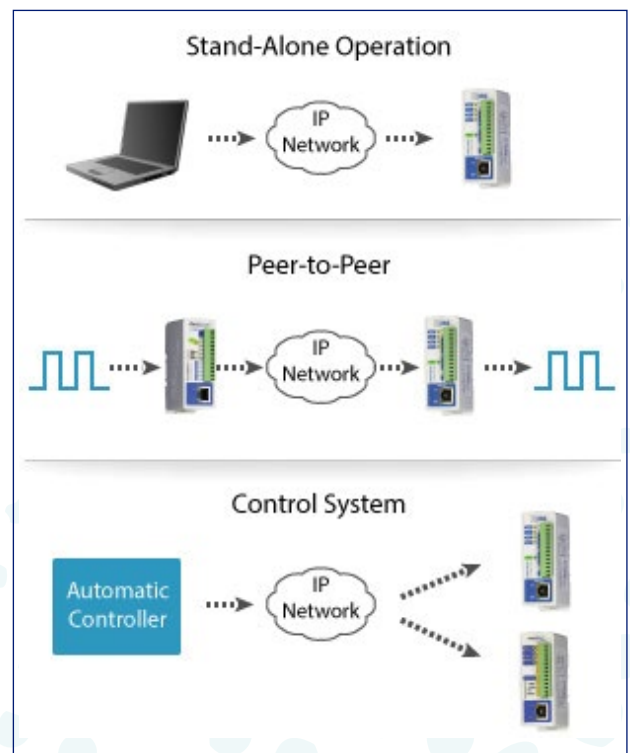 Stand-Alone Operation
IP
Network
Peer-to-Peer
IP
Network
Control System
Automatic
Controller
IP
Network